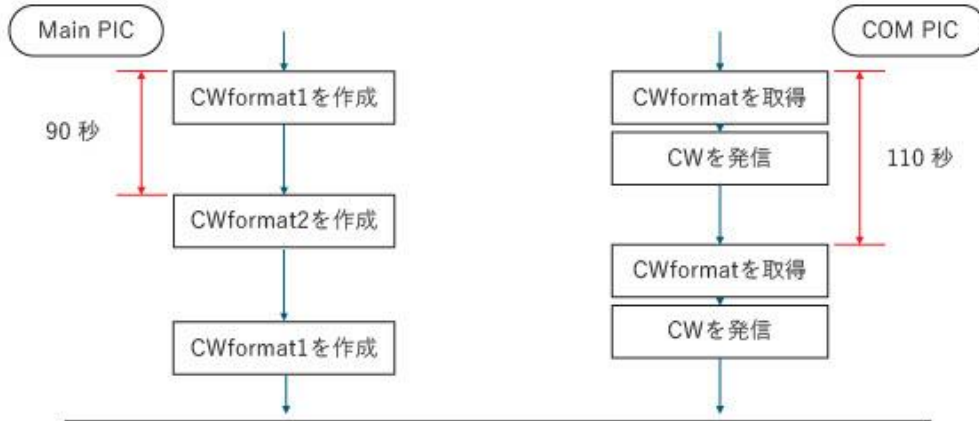 Main PIC
COM PIC
CWformat1を作成
CWformatを取得
90 秒
CWを発信
110 秒
CWformat2を作成
CWformatを取得
CWformat1を作成
CWを発信